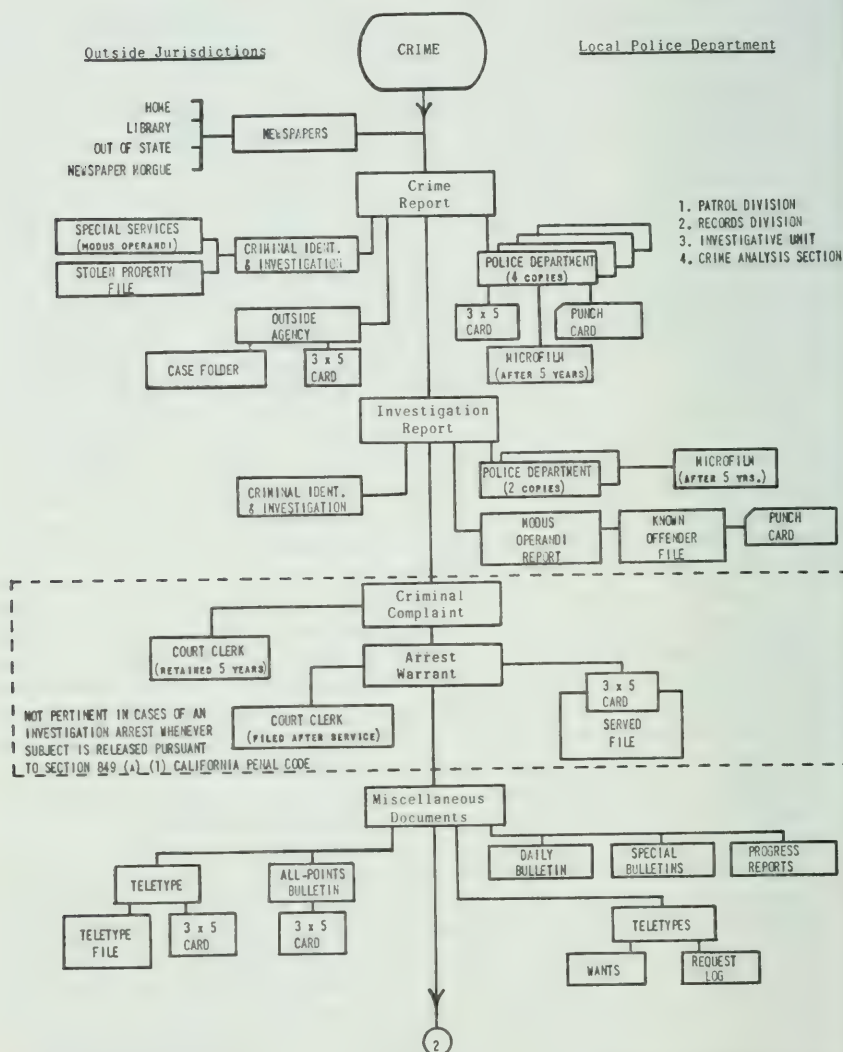 Outside Jurisdictions
CRIME
Local Police Department
HOME
LIBRARY
OUT OF STATE
NEWSPAPER MORGUE
NEWSPAPERS
Crime
Report
1. PATROL DIVISION
2. RECORDS DIVISION
3. INVESTIGATIVE UNIT
4. CRIME ANALYSIS SECTION
SPECIAL SERVICES
(MODUS OPERANDI)
STOLEN PROPERTY
FILE
CRIMINAL IDENT.
& INVESTIGATION
POLICE DEPARTMENT
(4 COPIES)
3 x 5
CARD
PUNCH
CARD
MICROFILM
(AFTER 5 YEARS)
OUTSIDE
AGENCY
CASE FOLDER
3 x 5
CARD
Investigation
Report
CRIMINAL IDENT.
& INVESTIGATION
POLICE DEPARTMENT
(2 COPIES)
MICROFILM
(AFTER 5 YRS.)
MODUS
OPERANDI
REPORT
KNOWN
OFFENDER
FILE
PUNCH
CARD
Criminal
Complaint
COURT CLERK
(RETAINED 5 YEARS)
Arrest
Warrant
COURT CLERK
(FILED AFTER SERVICE)
3 x 5
CARD
SERVED
FILE
NOT PERTINENT IN CASES OF AN
INVESTIGATION ARREST WHENEVER
SUBJECT IS RELEASED PURSUANT
TO SECTION 849 (A) (1) CALIFORNIA PENAL CODE
Miscellaneous
Documents
TELETYPE
ALL-POINTS
BULLETIN
TELETYPE
FILE
3 x 5
CARD
3 x 5
CARD
DAILY
BULLETIN
SPECIAL
BULLETINS
PROGRESS
REPORTS
TELETYPES
WANTS
REQUEST
LOG
2